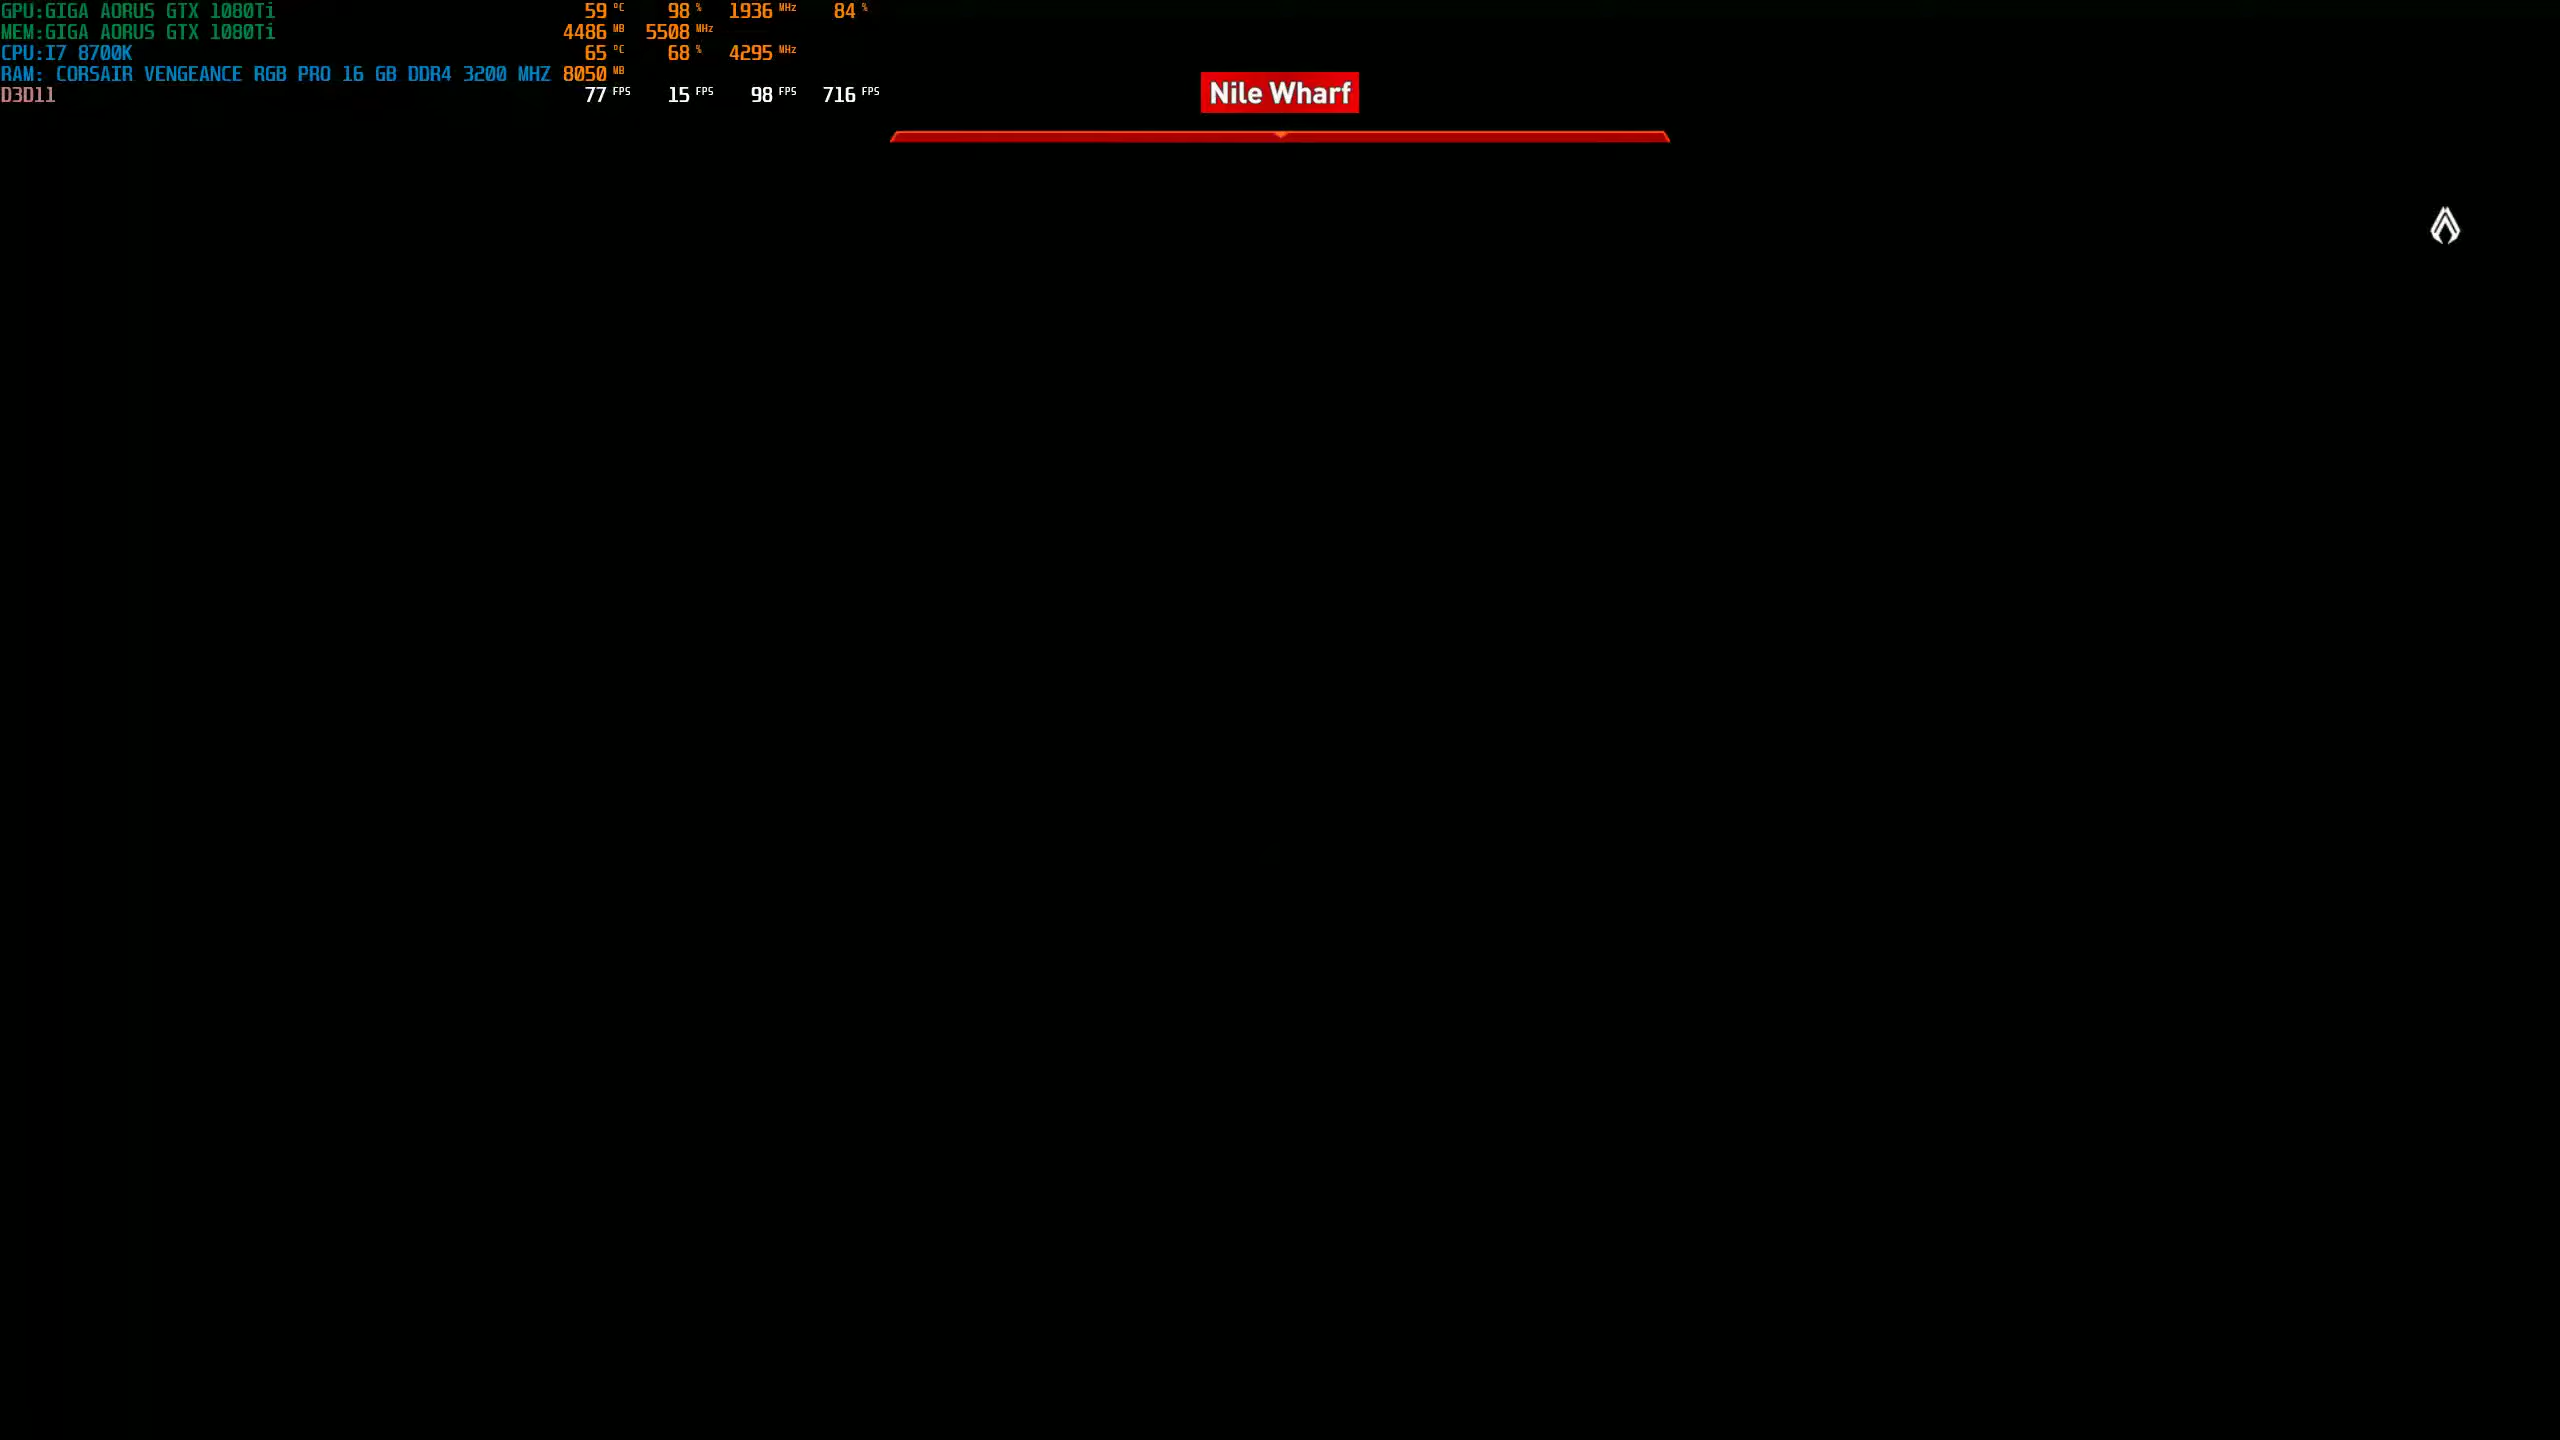 GPU:GIGA AORUS GTX 1080Ti 59 °C 98 % 1936 MHz 84 %
MEM:GIGA AORUS GTX 1080Ti 4486 MB 5508 MHz
CPU:I7 8700K 65 °C 68 % 4295 MHz
RAM: CORSAIR VENGEANCE RGB PRO 16 GB DDR4 3200 MHZ 8050 MB
D3D11 77 FPS 15 FPS 98 FPS 716 FPS
Nile Wharf